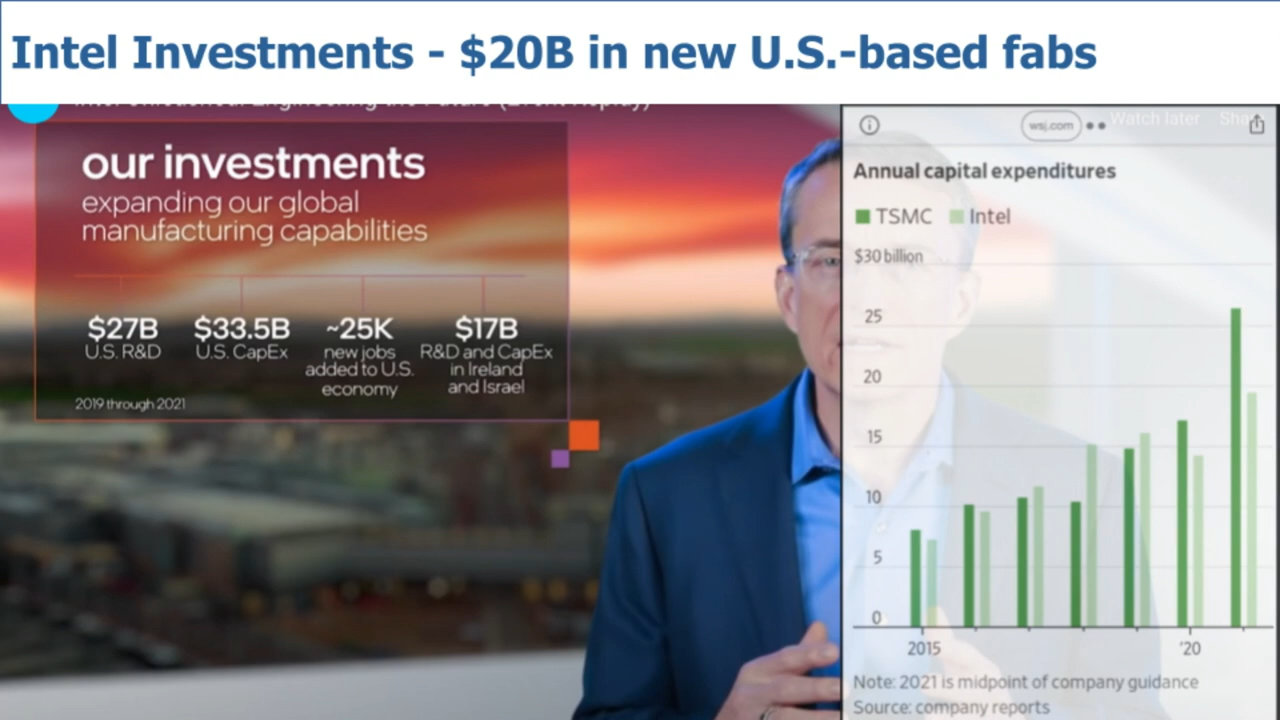 Intel Investments - $20B in new U.S.-based fabs
our investments
expanding our global
manufacturing capabilities
$27B
U.S. R&D
$33.5B
U.S. CapEx
~25K
new jobs
added to U.S.
economy
$17B
R&D and CapEx
in Ireland
and Israel
2019 through 2021
wsj.com
Watch later
Annual capital expenditures
TSMC
Intel
$30 billion
25
20
15
10
5
0
2015
'20
Note: 2021 is midpoint of company guidance
Source: company reports